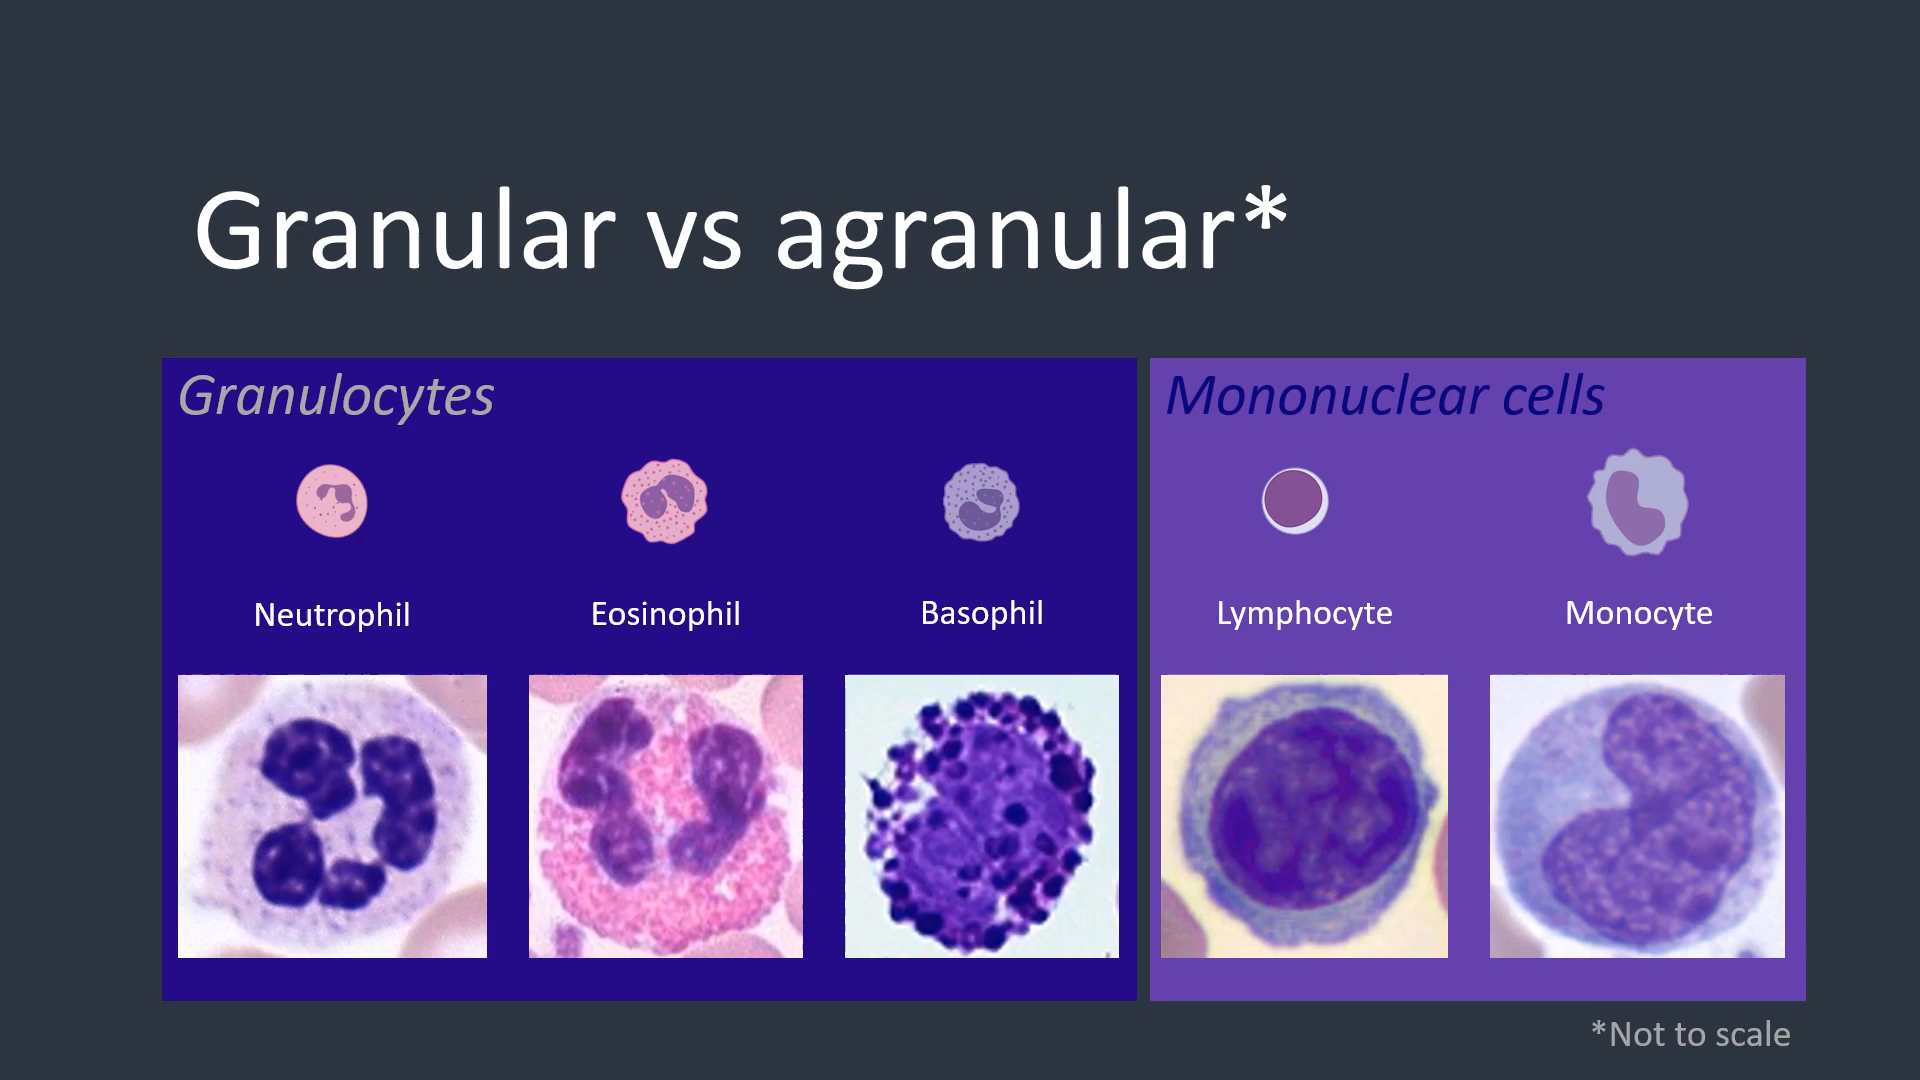 Granular vs agranular*
Granulocytes
Neutrophil
Eosinophil
Basophil
Mononuclear cells
Lymphocyte
Monocyte
*Not to scale